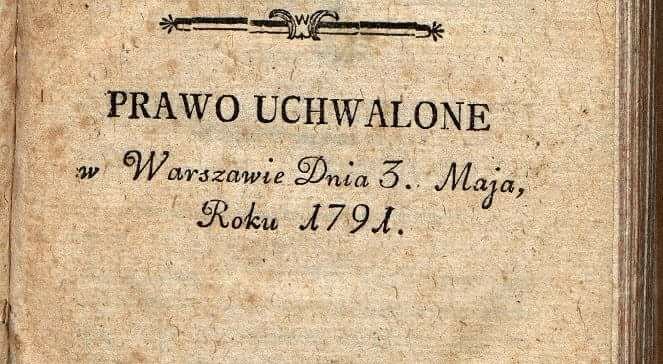 PRAWO UCHWALONE
w Warszawie Dnia 3. Maja,
Roku 1791.